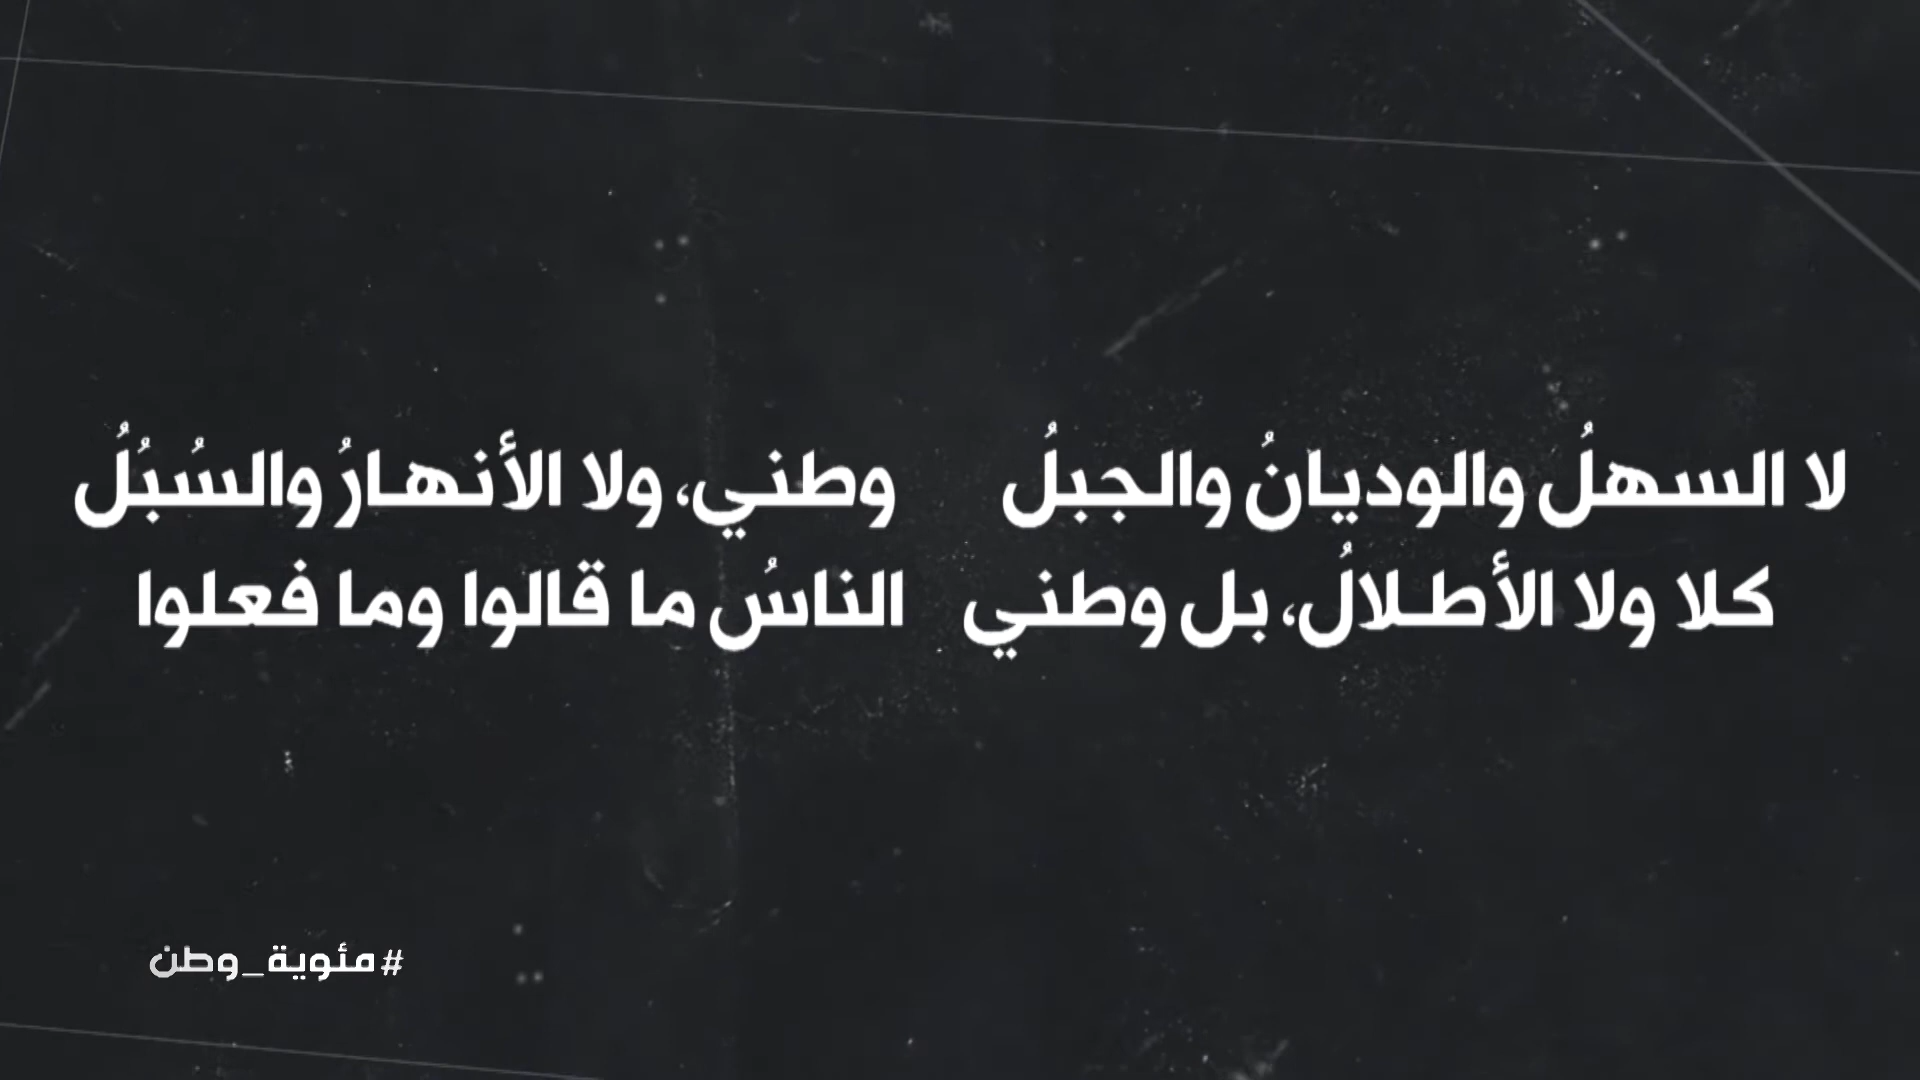 لا السهلُ والوديانُ والجبلُ وطني، ولا الأنهارُ والسُبُلُ
كلا ولا الأطلالُ، بل وطني الناسُ ما قالوا وما فعلوا
#مئوية_وطن